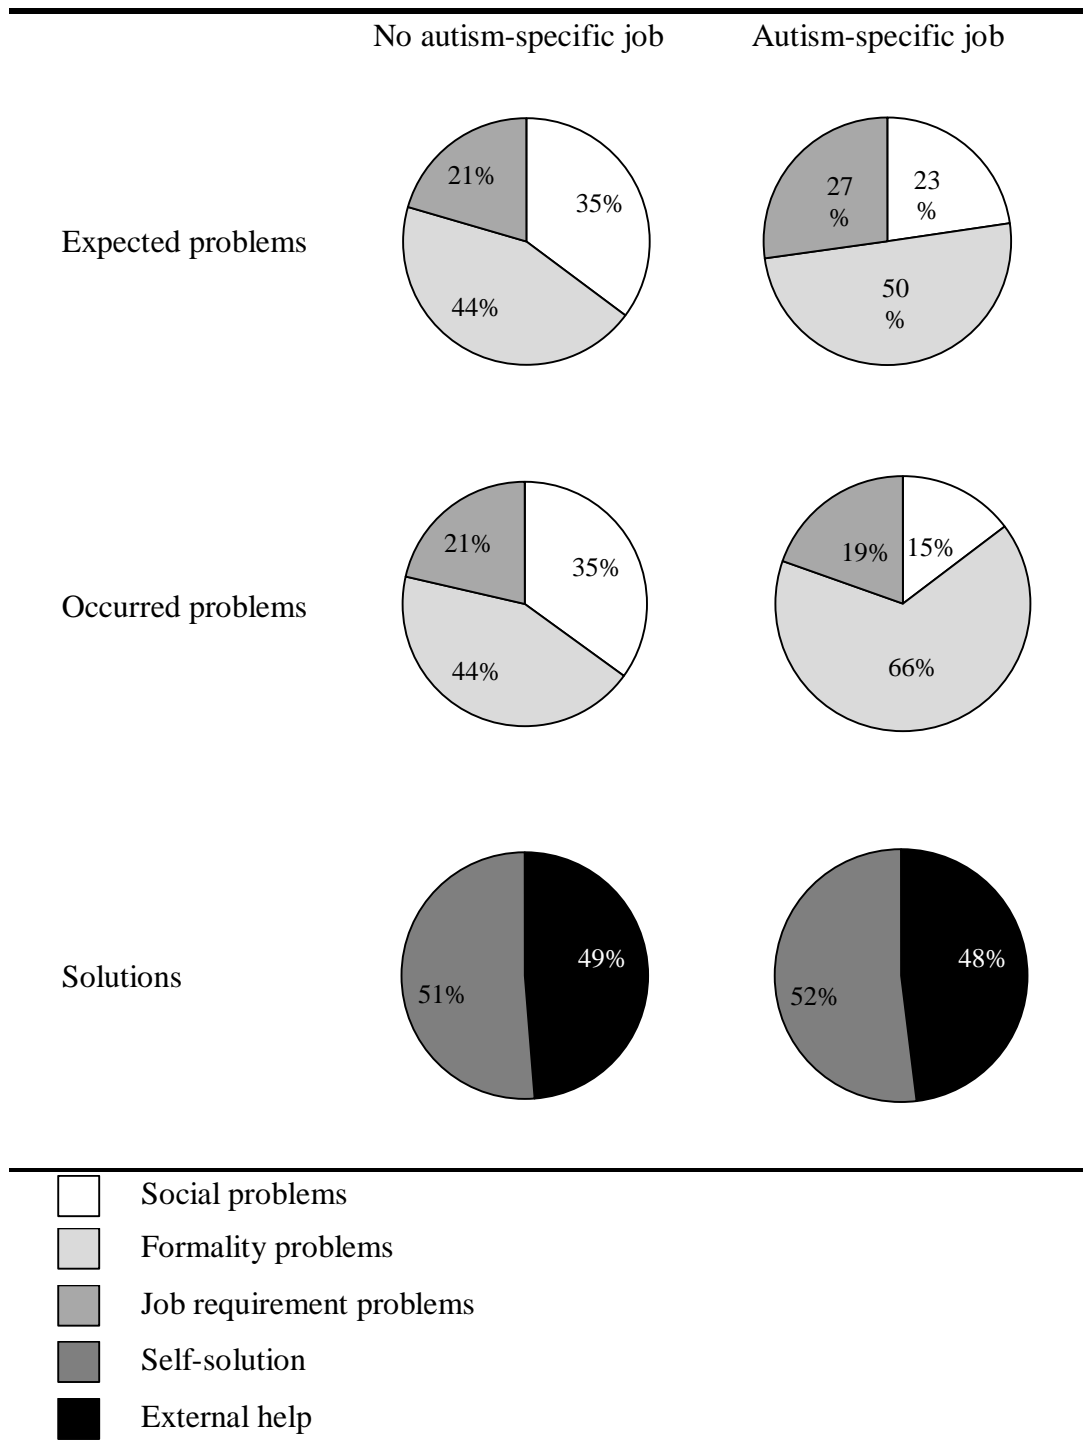 No autism-specific job Autism-specific job
21% 35% 27 23
% %
Expected problems
44% 50
%
21% 35% 19% 15%
Occurred problems
44% 66%
49% 48%
Solutions 51% 52%
Social problems
Formality problems
Job requirement problems
Self-solution
External help